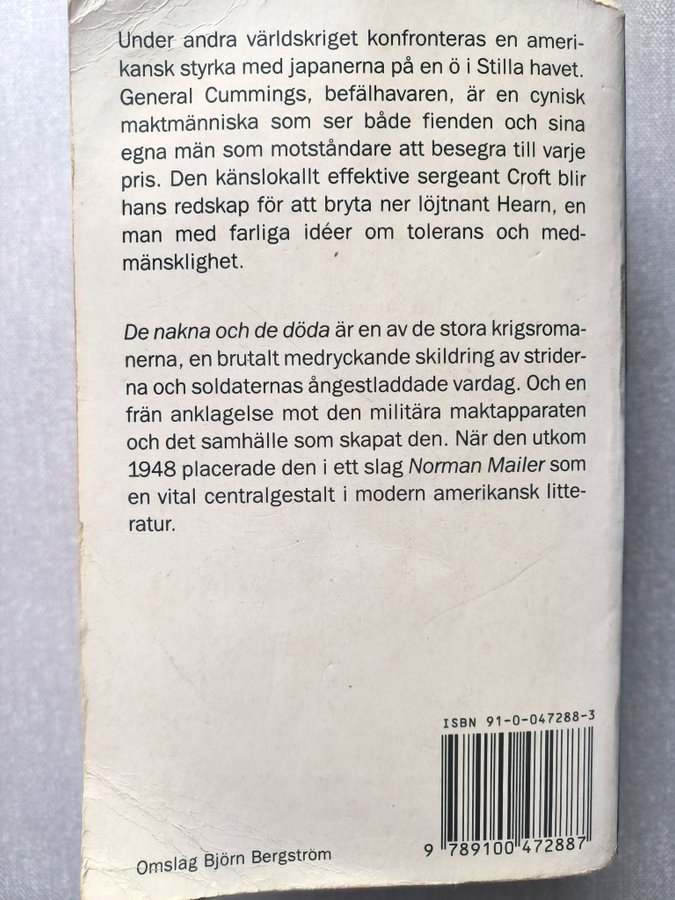 Under andra världskriget konfronteras en ameri-
kansk styrka med japanerna på en ö i Stilla havet.
General Cummings, befälhavaren, är en cynisk
maktmänniska som ser både fienden och sina
egna män som motståndare att besegra till varje
pris. Den känslokallt effektive sergeant Croft blir
hans redskap för att bryta ner löjtnant Hearn, en
man med farliga idéer om tolerans och med-
mänsklighet.
De nakna och de döda är en av de stora krigsroma-
nerna, en brutalt medryckande skildring av strider-
na och soldaternas ångestladdade vardag. Och en
frän anklagelse mot den militära maktapparaten
och det samhälle som skapat den. När den utkom
1948 placerade den i ett slag Norman Mailer som
en vital centralgestalt i modern amerikansk litte-
ratur.
ISBN 91-0-047288-3
9 789100 472887
Omslag Björn Bergström